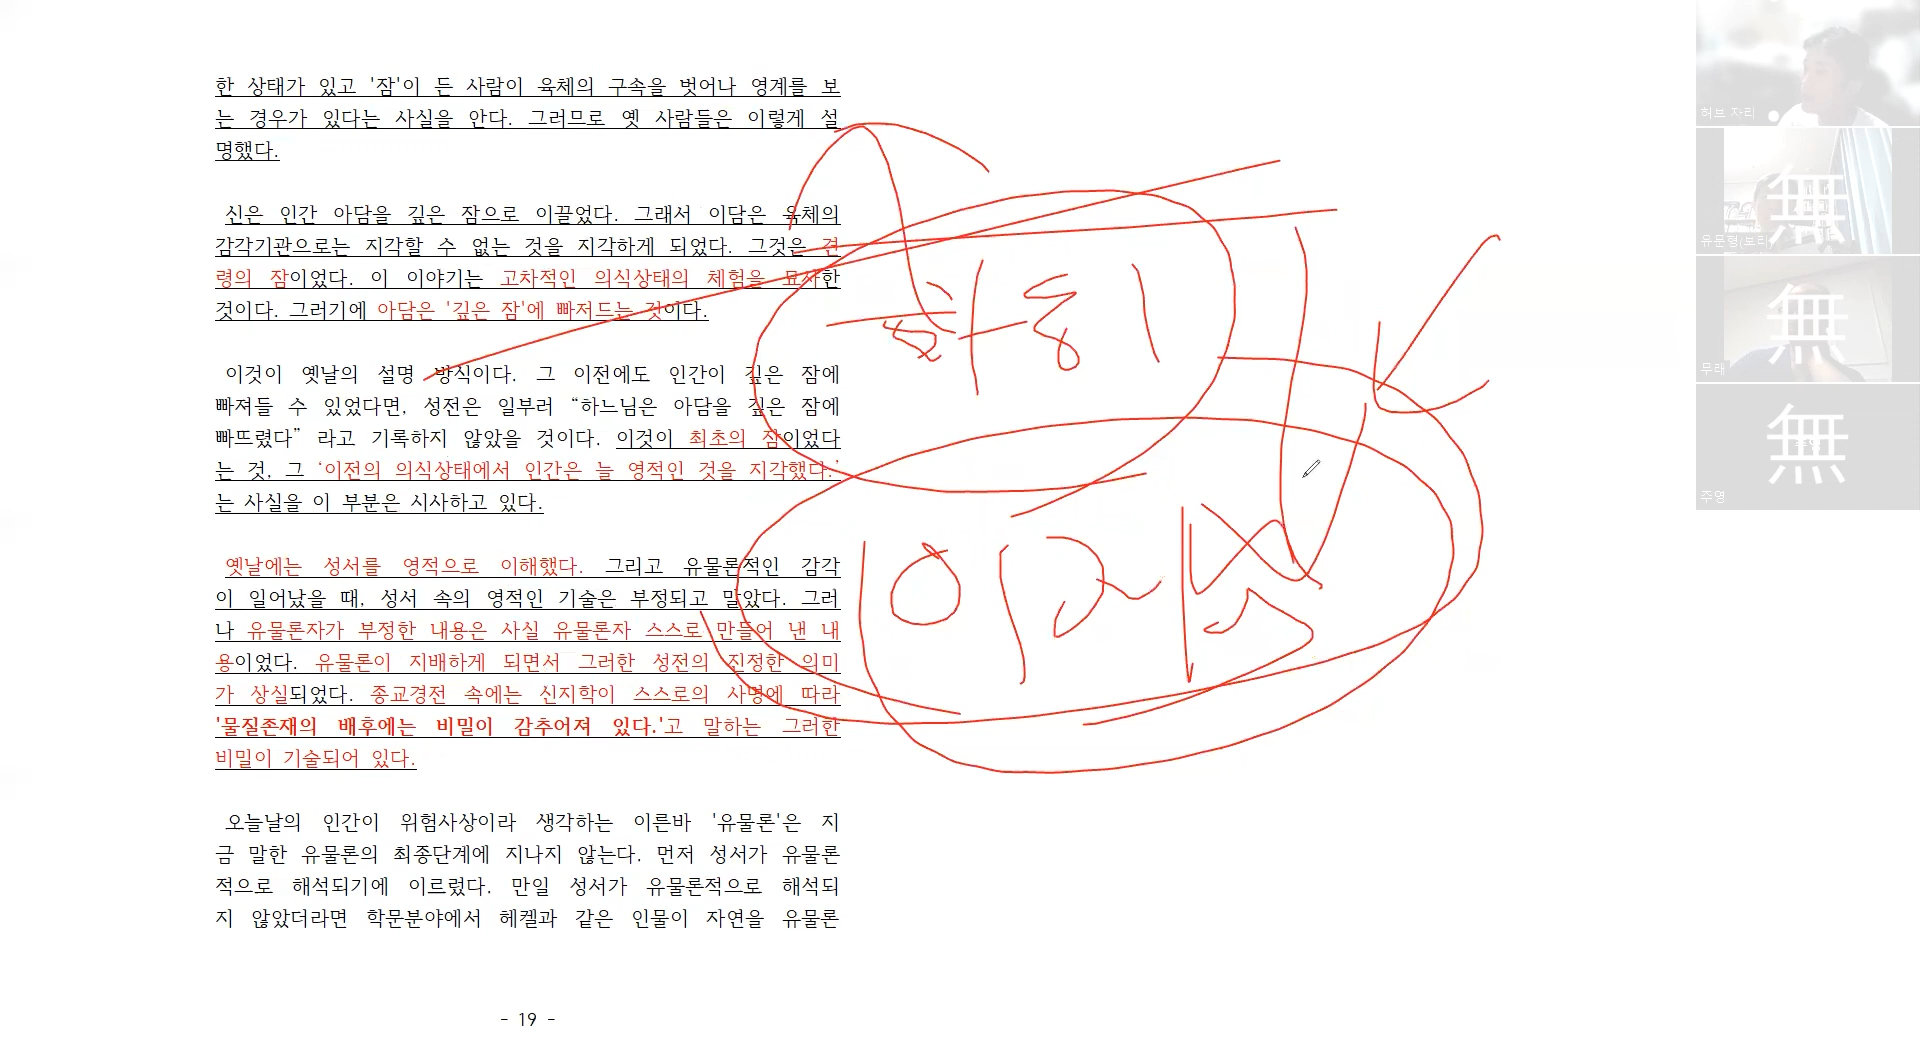 한 상태가 있고 '잠'이 든 사람이 육체의 구속을 벗어나 영계를 보
는 경우가 있다는 사실을 안다. 그러므로 옛 사람들은 이렇게 설
명했다.
신은 인간 아담을 깊은 잠으로 이끌었다. 그래서 이담은 육체의
감각기관으로는 지각할 수 없는 것을 지각하게 되었다. 그것은 견
령의 잠이었다. 이 이야기는 고차적인 의식상태의 체험을 묘사한
것이다. 그러기에 아담은 '깊은 잠'에 빠져드는 것이다.
이것이 옛날의 설명 방식이다. 그 이전에도 인간이 깊은 잠에
빠져들 수 있었다면, 성전은 일부러 “하느님은 아담을 깊은 잠에
빠뜨렸다” 라고 기록하지 않았을 것이다. 이것이 최초의 잠이었다
는 것, 그 ‘이전의 의식상태에서 인간은 늘 영적인 것을 지각했다.’
는 사실을 이 부분은 시사하고 있다.
옛날에는 성서를 영적으로 이해했다. 그리고 유물론적인 감각
이 일어났을 때, 성서 속의 영적인 기술은 부정되고 말았다. 그러
나 유물론자가 부정한 내용은 사실 유물론자 스스로 만들어 낸 내
용이었다. 유물론이 지배하게 되면서 그러한 성전의 진정한 의미
가 상실되었다. 종교경전 속에는 신지학이 스스로의 사명에 따라
'물질존재의 배후에는 비밀이 감추어져 있다.'고 말하는 그러한
비밀이 기술되어 있다.
오늘날의 인간이 위험사상이라 생각하는 이른바 '유물론'은 지
금 말한 유물론의 최종단계에 지나지 않는다. 먼저 성서가 유물론
적으로 해석되기에 이르렀다. 만일 성서가 유물론적으로 해석되
지 않았더라면 학문분야에서 헤켈과 같은 인물이 자연을 유물론
- 19 -
허브 자리
無
유문형(보리)
無
무태
無
주영